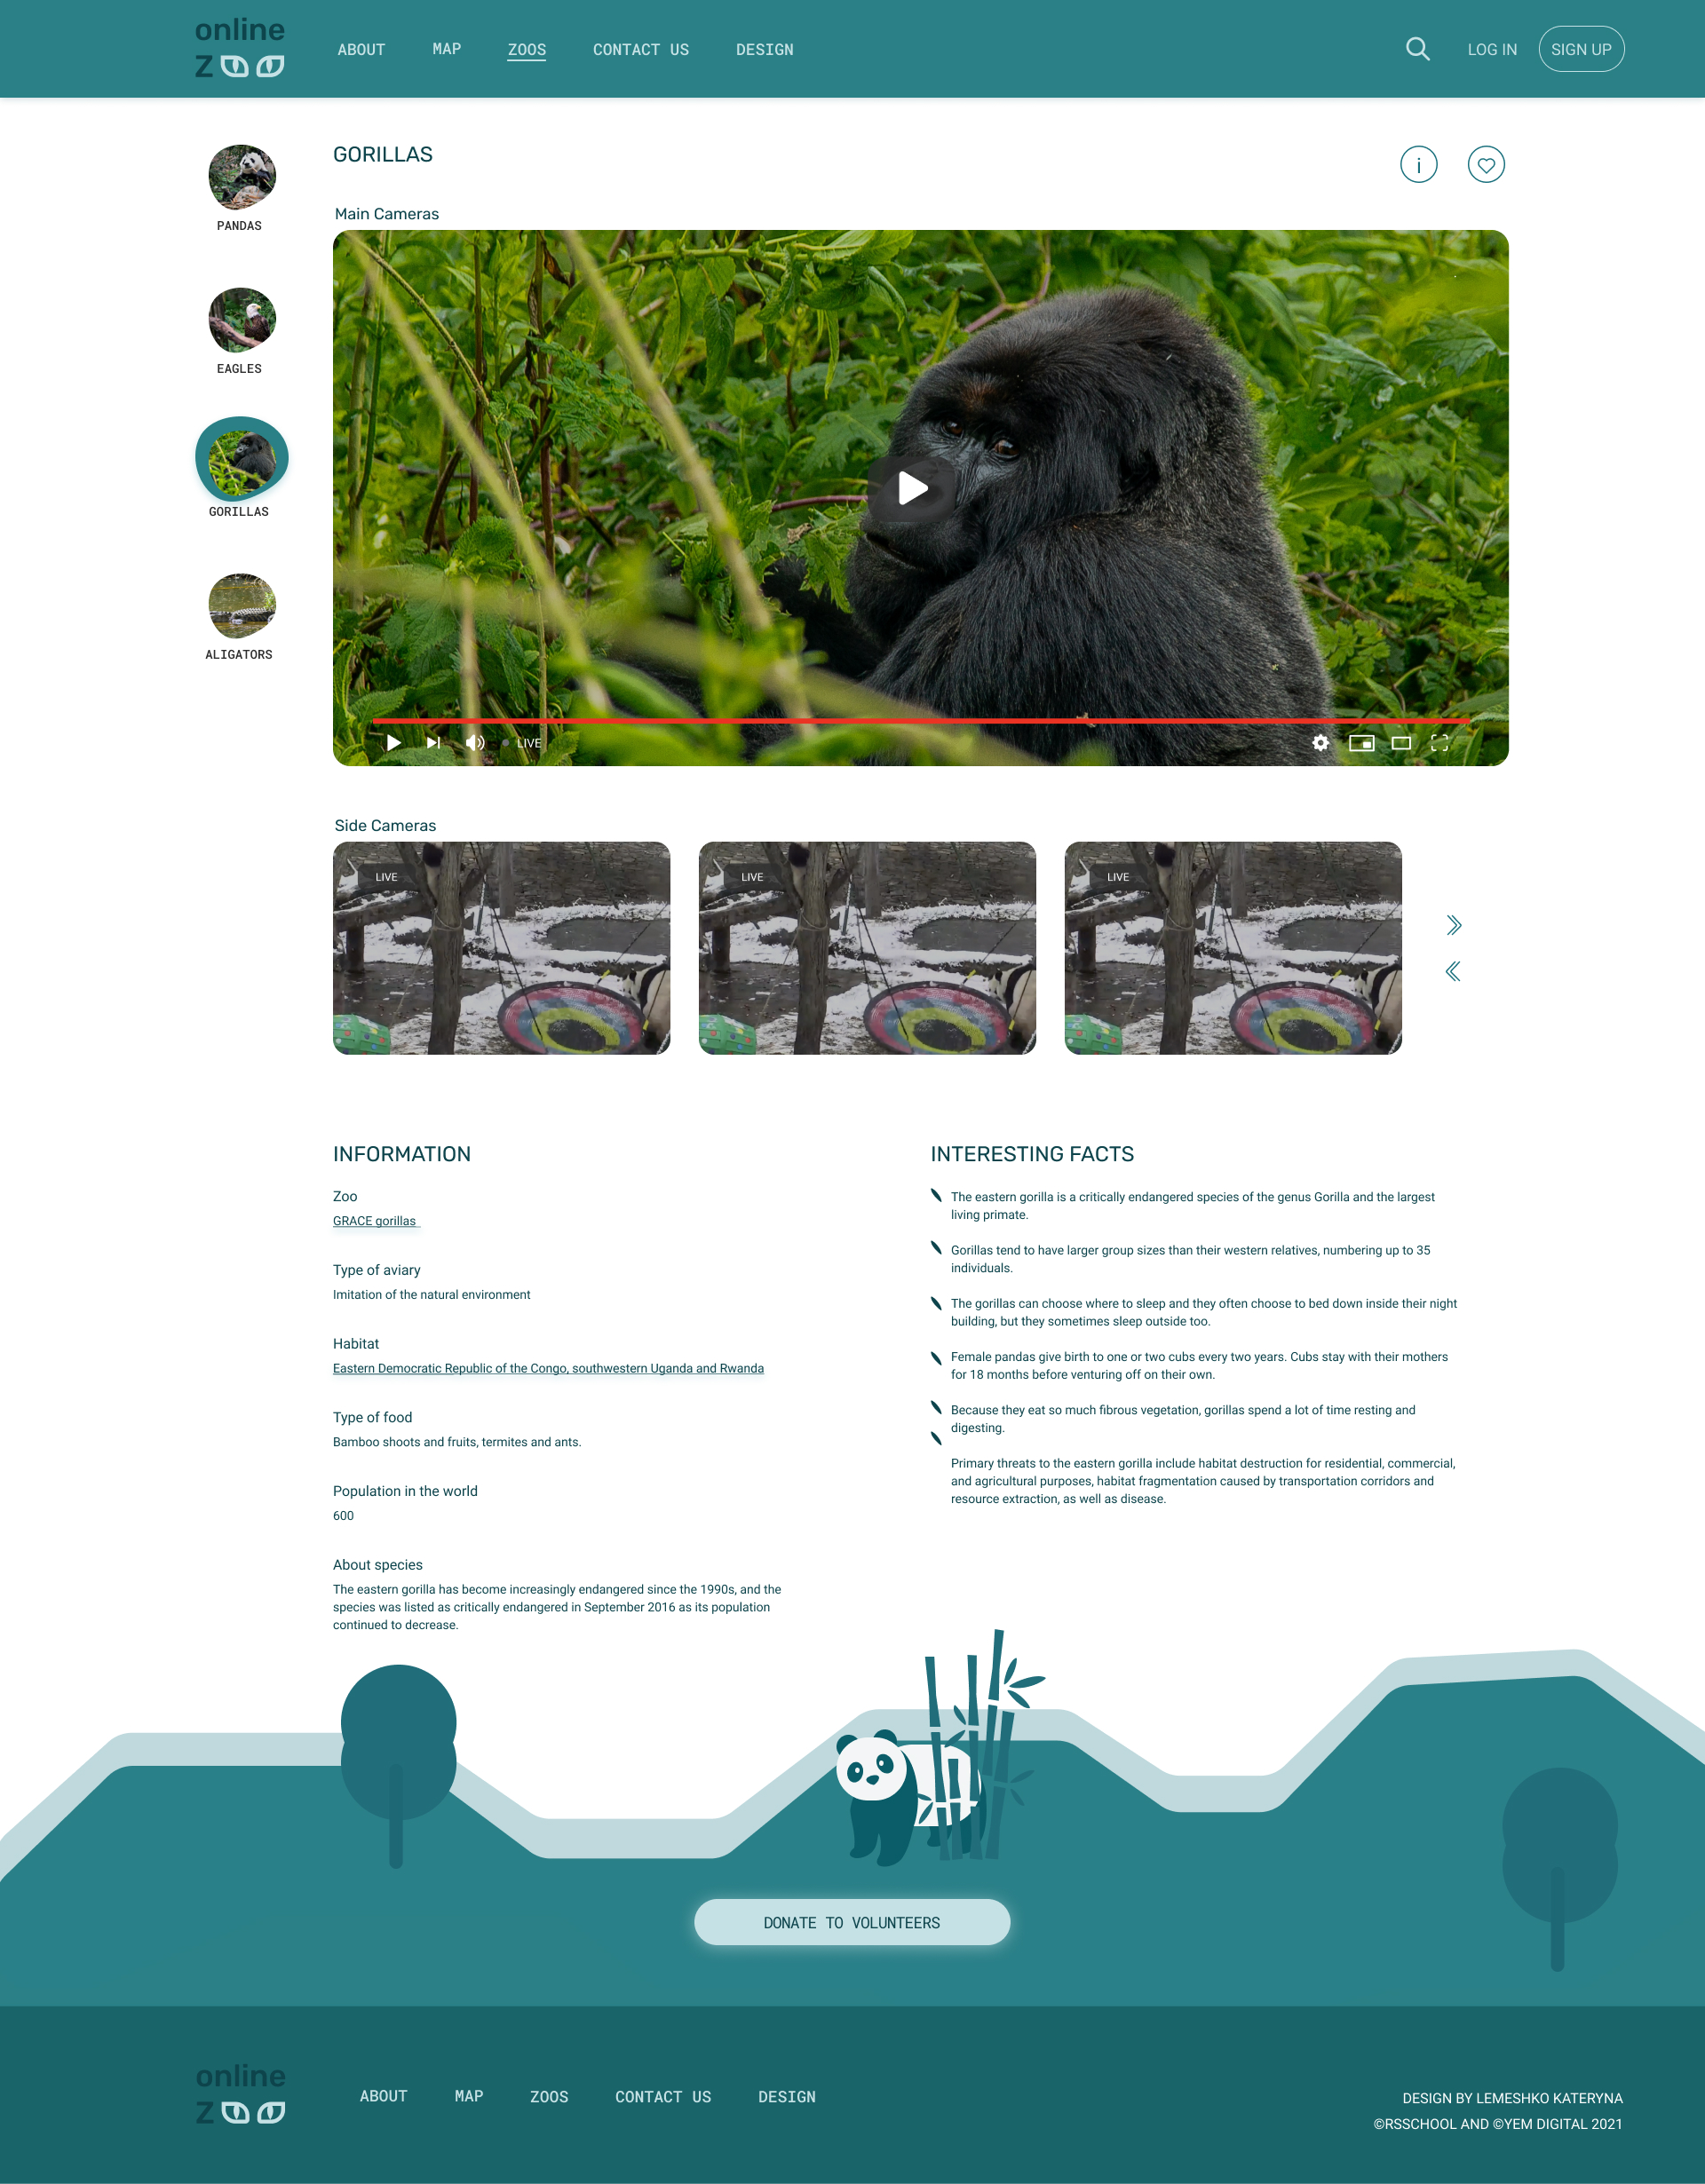 online
ZOO
ABOUT
MAP
ZOOS
CONTACT US
DESIGN
LOG IN
SIGN UP
PANDAS
EAGLES
GORILLAS
ALIGATORS
GORILLAS
Main Cameras
LIVE
Side Cameras
LIVE
LIVE
LIVE
INFORMATION
Zoo
GRACE gorillas
Type of aviary
Imitation of the natural environment
Habitat
Eastern Democratic Republic of the Congo, southwestern Uganda and Rwanda
Type of food
Bamboo shoots and fruits, termites and ants.
Population in the world
600
About species
The eastern gorilla has become increasingly endangered since the 1990s, and the
species was listed as critically endangered in September 2016 as its population
continued to decrease.
INTERESTING FACTS
The eastern gorilla is a critically endangered species of the genus Gorilla and the largest
living primate.
Gorillas tend to have larger group sizes than their western relatives, numbering up to 35
individuals.
The gorillas can choose where to sleep and they often choose to bed down inside their night
building, but they sometimes sleep outside too.
Female pandas give birth to one or two cubs every two years. Cubs stay with their mothers
for 18 months before venturing off on their own.
Because they eat so much fibrous vegetation, gorillas spend a lot of time resting and
digesting.
Primary threats to the eastern gorilla include habitat destruction for residential, commercial,
and agricultural purposes, habitat fragmentation caused by transportation corridors and
resource extraction, as well as disease.
DONATE TO VOLUNTEERS
online
ZOO
ABOUT
MAP
ZOOS
CONTACT US
DESIGN
DESIGN BY LEMESHKO KATERYNA
©RSSCHOOL AND ©YEM DIGITAL 2021